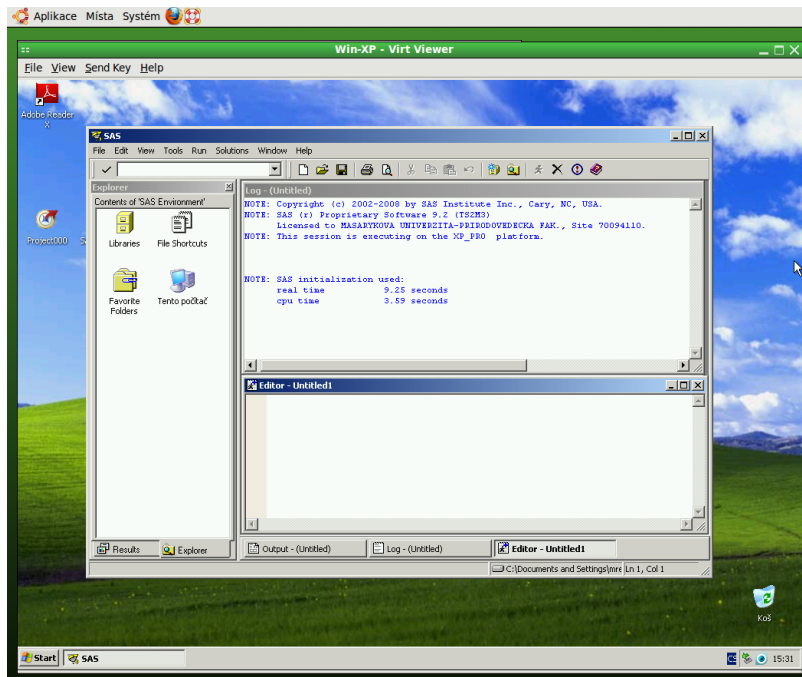 Aplikace Místa Systém
Win-XP - Virt Viewer
File View Send Key Help
Adobe Reader
X
Project000
SAS
File Edit View Tools Run Solutions Window Help
Explorer
Contents of 'SAS Environment'
Libraries
File Shortcuts
Favorite
Folders
Tento počítač
Log - (Untitled)
NOTE: Copyright (c) 2002-2008 by SAS Institute Inc., Cary, NC, USA.
NOTE: SAS (r) Proprietary Software 9.2 (TS2M3)
Licensed to MASARYKOVA UNIVERZITA-PRIRODOVEDECKA FAK., Site 70094110.
NOTE: This session is executing on the XP_PRO platform.
NOTE: SAS initialization used:
real time 9.25 seconds
cpu time 3.59 seconds
Editor - Untitled1
Results
Explorer
Output - (Untitled)
Log - (Untitled)
Editor - Untitled1
C:\Documents and Settings\mre
Ln 1, Col 1
Koš
Start
SAS
CS
15:31